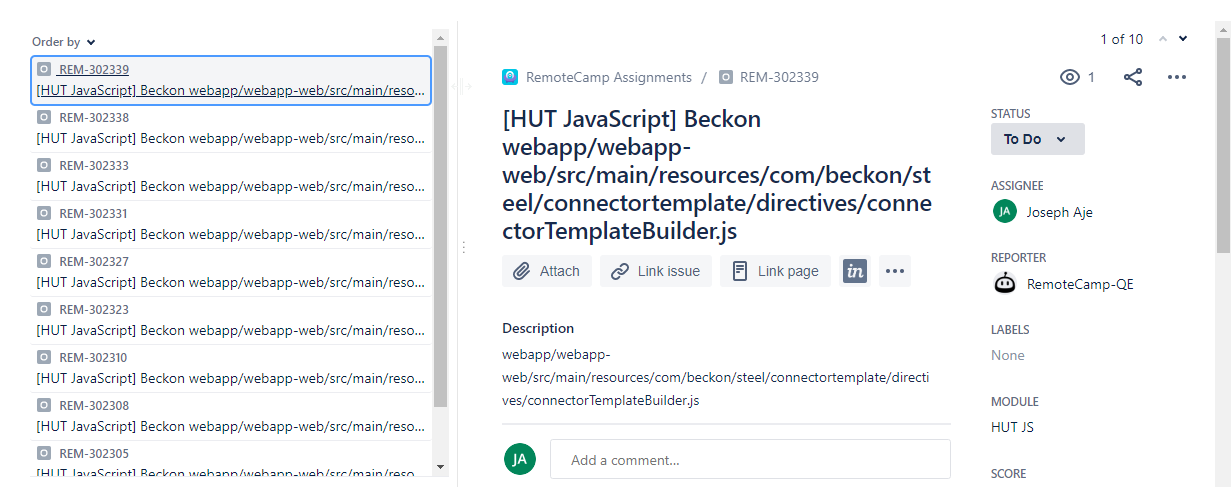 Order by
REM-302339
[HUT JavaScript] Beckon webapp/webapp-web/src/main/reso...
REM-302338
[HUT JavaScript] Beckon webapp/webapp-web/src/main/reso...
REM-302333
[HUT JavaScript] Beckon webapp/webapp-web/src/main/reso...
REM-302331
[HUT JavaScript] Beckon webapp/webapp-web/src/main/reso...
REM-302327
[HUT JavaScript] Beckon webapp/webapp-web/src/main/reso...
REM-302323
[HUT JavaScript] Beckon webapp/webapp-web/src/main/reso...
REM-302310
[HUT JavaScript] Beckon webapp/webapp-web/src/main/reso...
REM-302308
[HUT JavaScript] Beckon webapp/webapp-web/src/main/reso...
REM-302305
[HUT JavaScript] Beckon webapp/webapp-web/src/main/reso...
1 of 10
RemoteCamp Assignments / REM-302339
1
[HUT JavaScript] Beckon
webapp/webapp-
web/src/main/resources/com/beckon/st
eel/connectortemplate/directives/conne
ctorTemplateBuilder.js
Attach
Link issue
Link page
in
Description
webapp/webapp-
web/src/main/resources/com/beckon/steel/connectortemplate/directi
ves/connectorTemplateBuilder.js
JA
Add a comment...
STATUS
To Do
ASSIGNEE
JA Joseph Aje
REPORTER
RemoteCamp-QE
LABELS
None
MODULE
HUT JS
SCORE